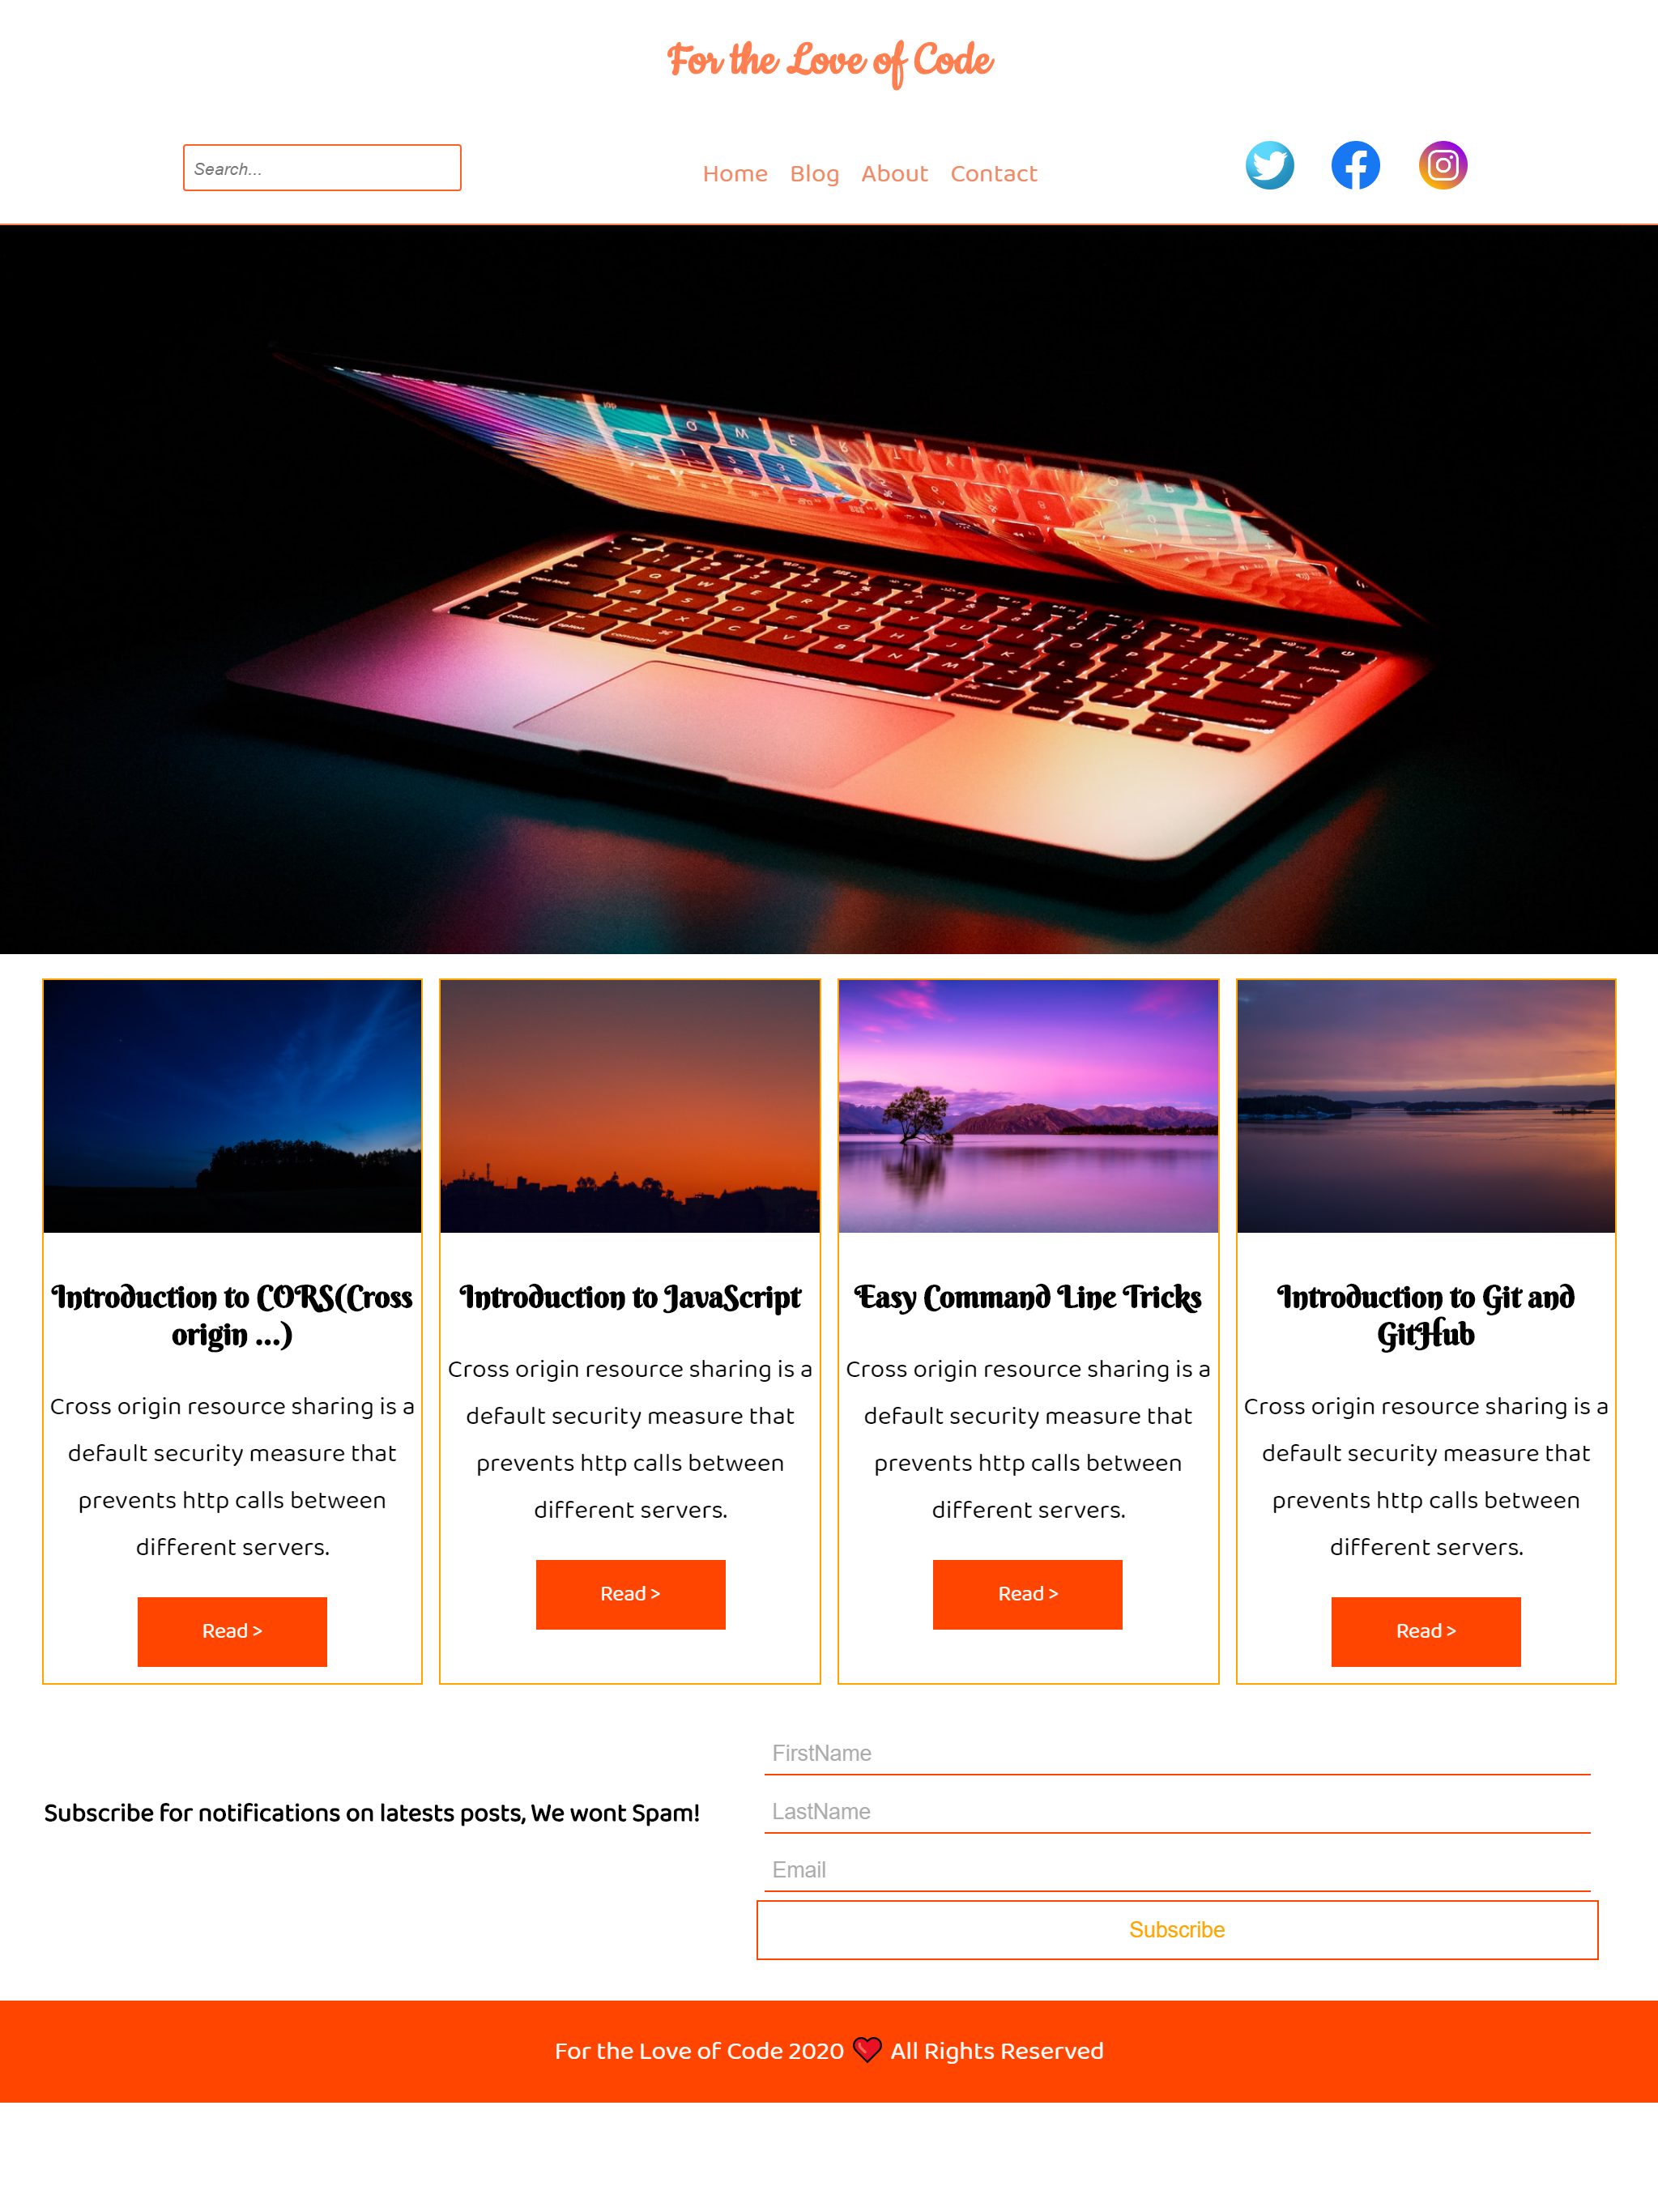 For the Love of Code
Search...
Home Blog About Contact
Introduction to CORS(Cross
origin ...)
Cross origin resource sharing is a
default security measure that
prevents http calls between
different servers.
Read >
Introduction to JavaScript
Cross origin resource sharing is a
default security measure that
prevents http calls between
different servers.
Read >
Easy Command Line Tricks
Cross origin resource sharing is a
default security measure that
prevents http calls between
different servers.
Read >
Introduction to Git and
GitHub
Cross origin resource sharing is a
default security measure that
prevents http calls between
different servers.
Read >
Subscribe for notifications on latests posts, We wont Spam!
FirstName
LastName
Email
Subscribe
For the Love of Code 2020 ❤ All Rights Reserved